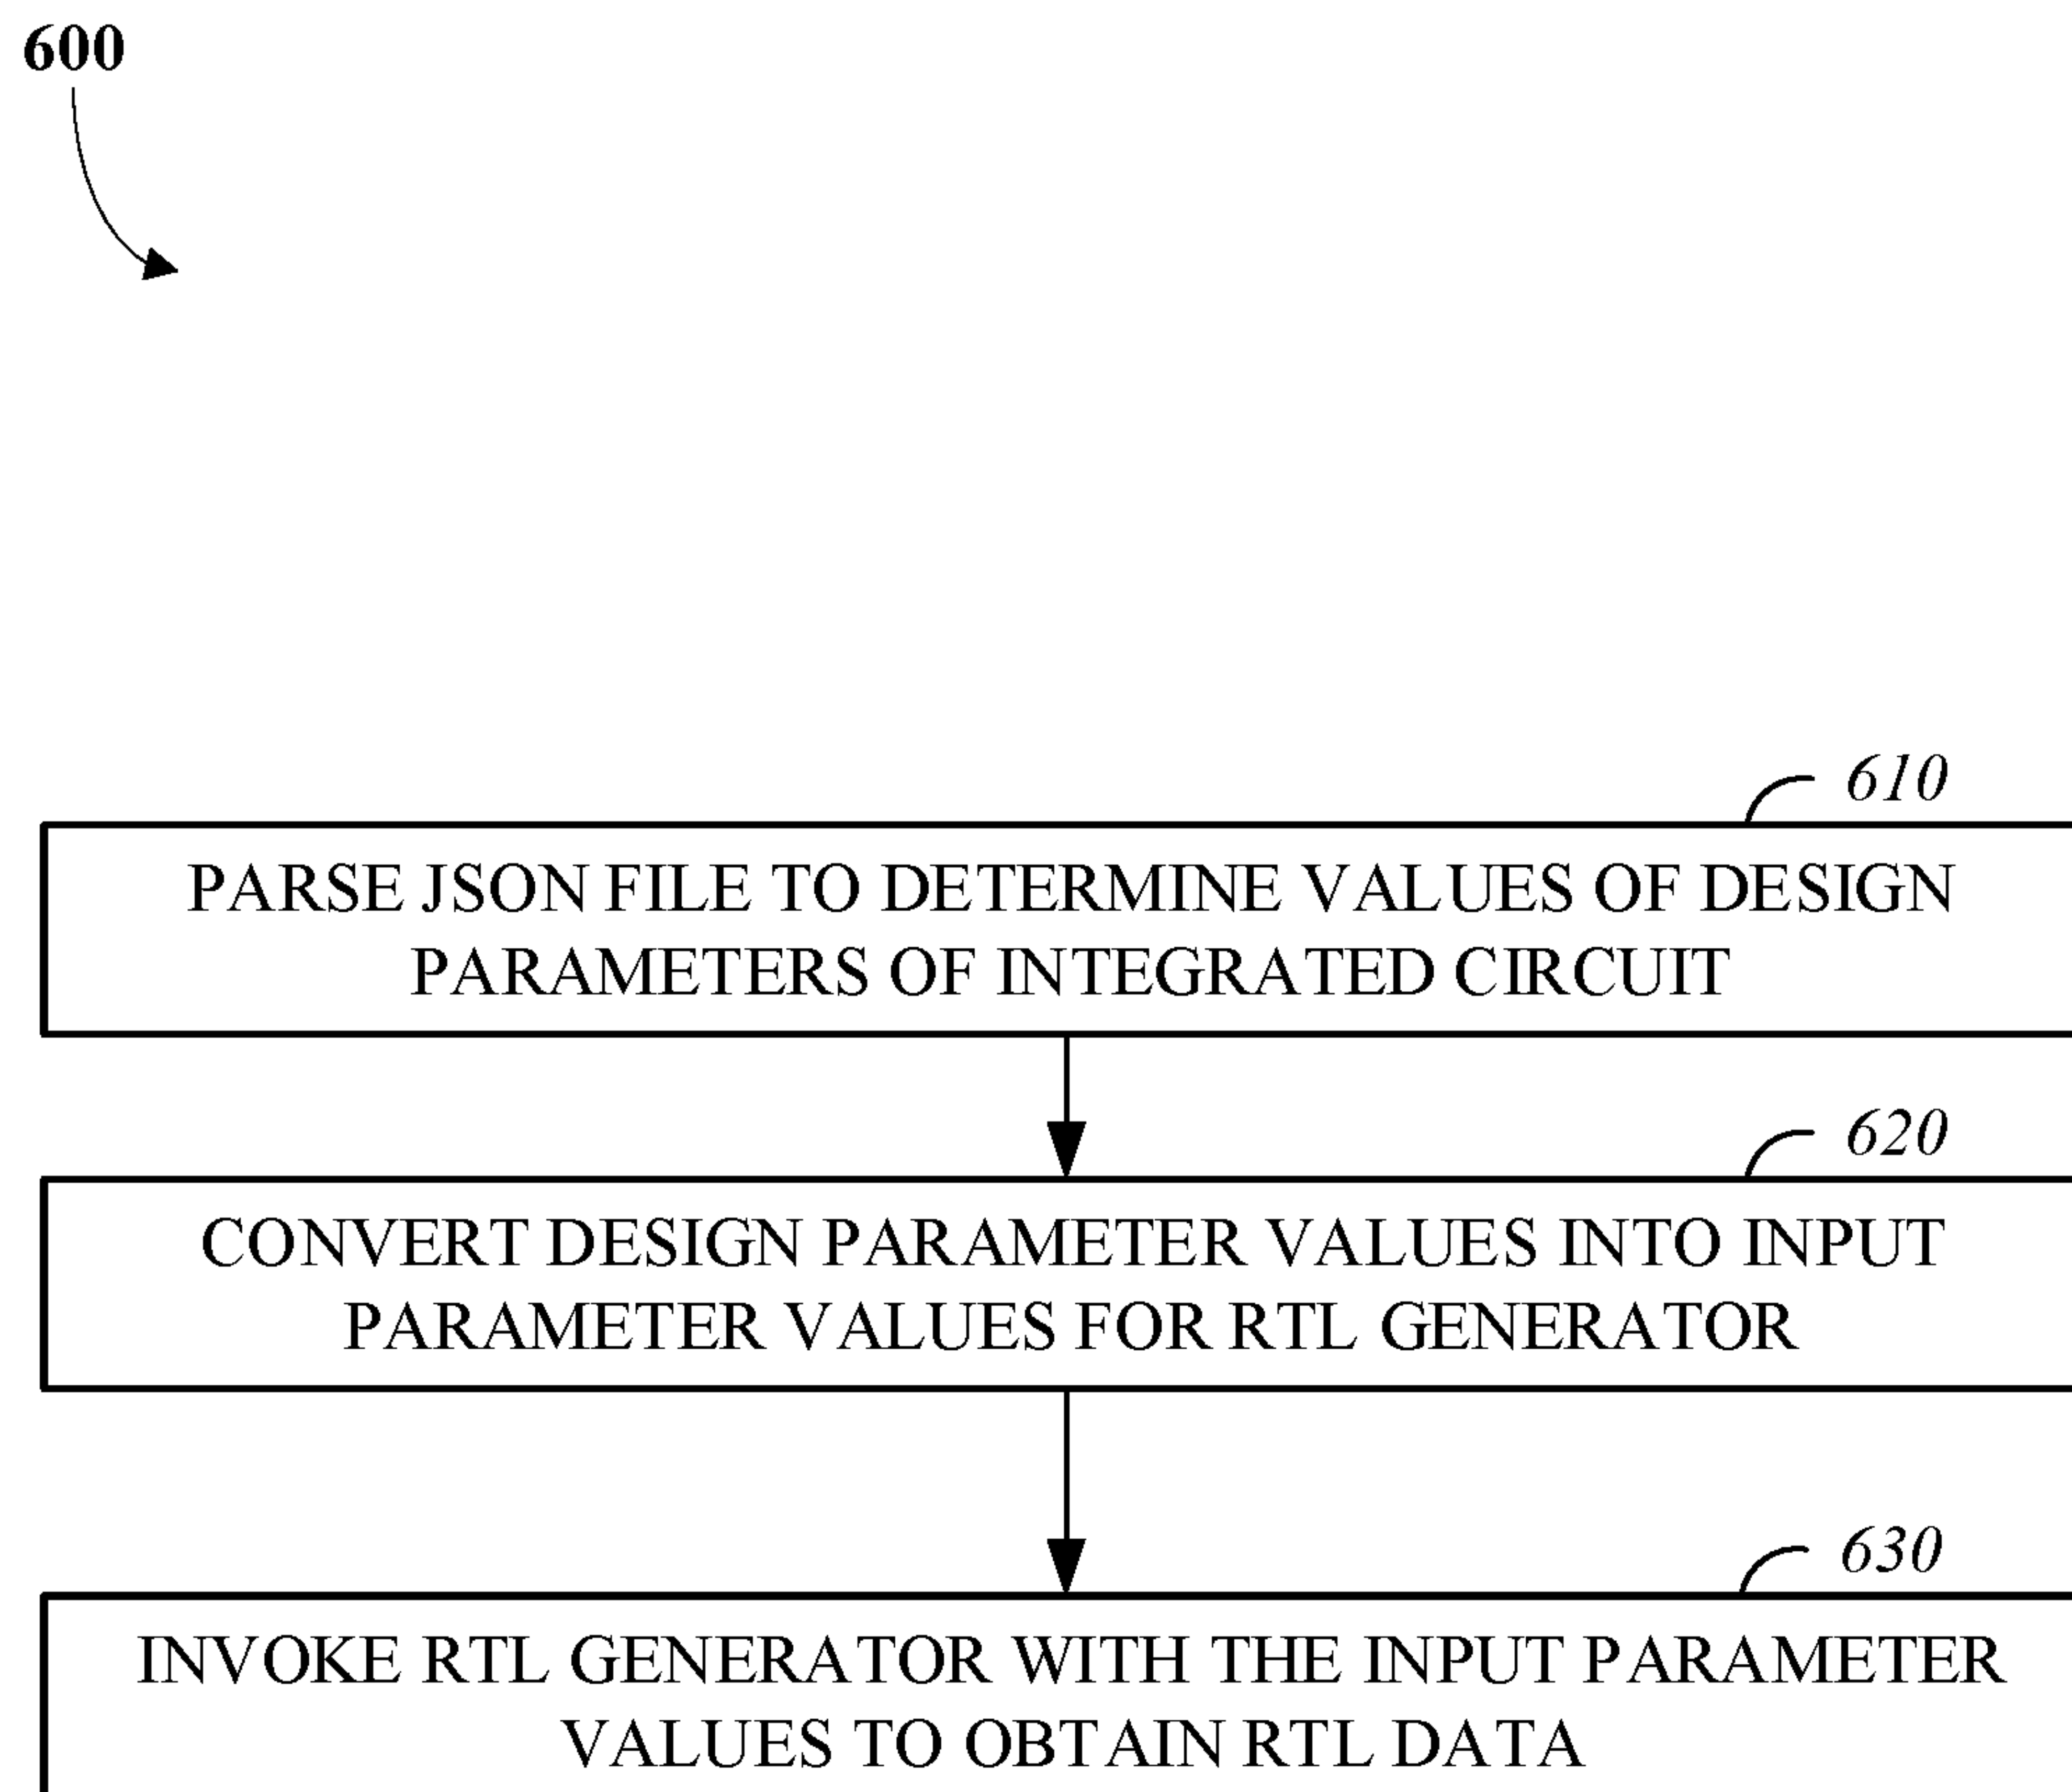 600
610
PARSE JSON FILE TO DETERMINE VALUES OF DESIGN
PARAMETERS OF INTEGRATED CIRCUIT
620
CONVERT DESIGN PARAMETER VALUES INTO INPUT
PARAMETER VALUES FOR RTL GENERATOR
630
INVOKE RTL GENERATOR WITH THE INPUT PARAMETER
VALUES TO OBTAIN RTL DATA